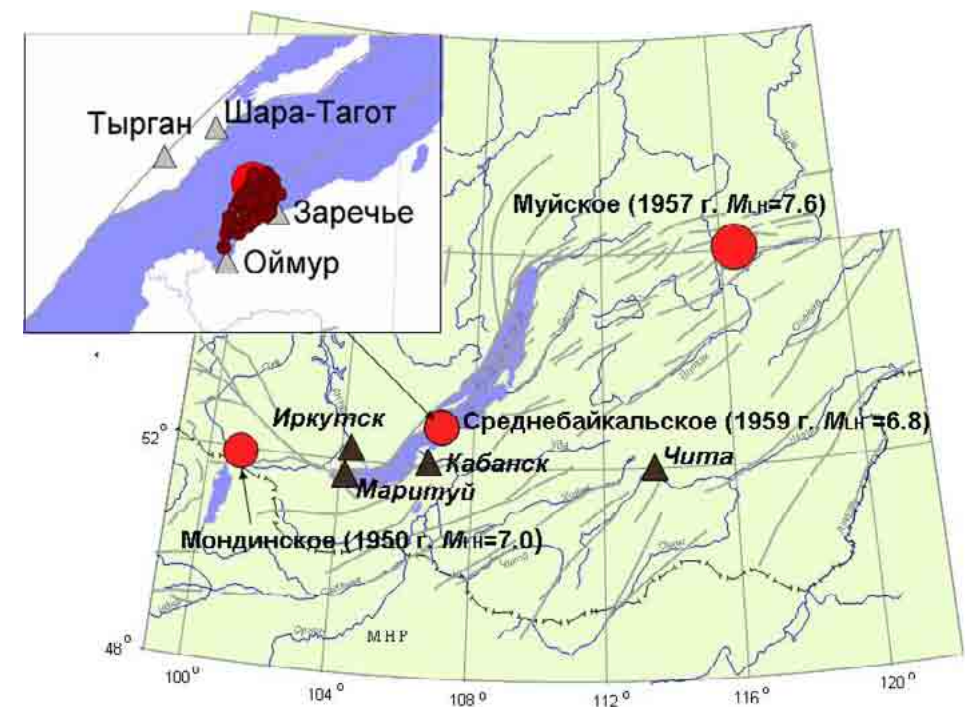 Шара-Тагот
Тырган
Заречье
Оймур
Муйское (1957 г. MLH=7.6)
Среднебайкальское (1959 г. MLH=6.8)
Иркутск
Кабанск
Чита
Маритуй
Мондинское (1950 г. MLH=7.0)
МНР
52°
48°
100°
104°
108°
112°
116°
120°